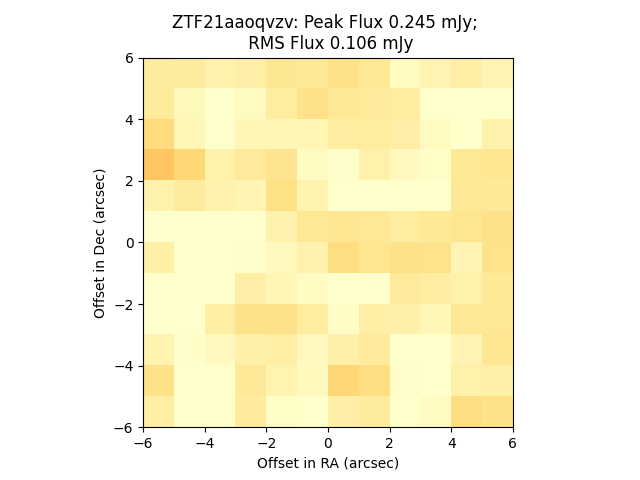 ZTF21aaoqvzv: Peak Flux 0.245 mJy;
RMS Flux 0.106 mJy
6
4
2
0
−2
−4
−6
Offset in Dec (arcsec)
−6 −4 −2 0 2 4 6
Offset in RA (arcsec)